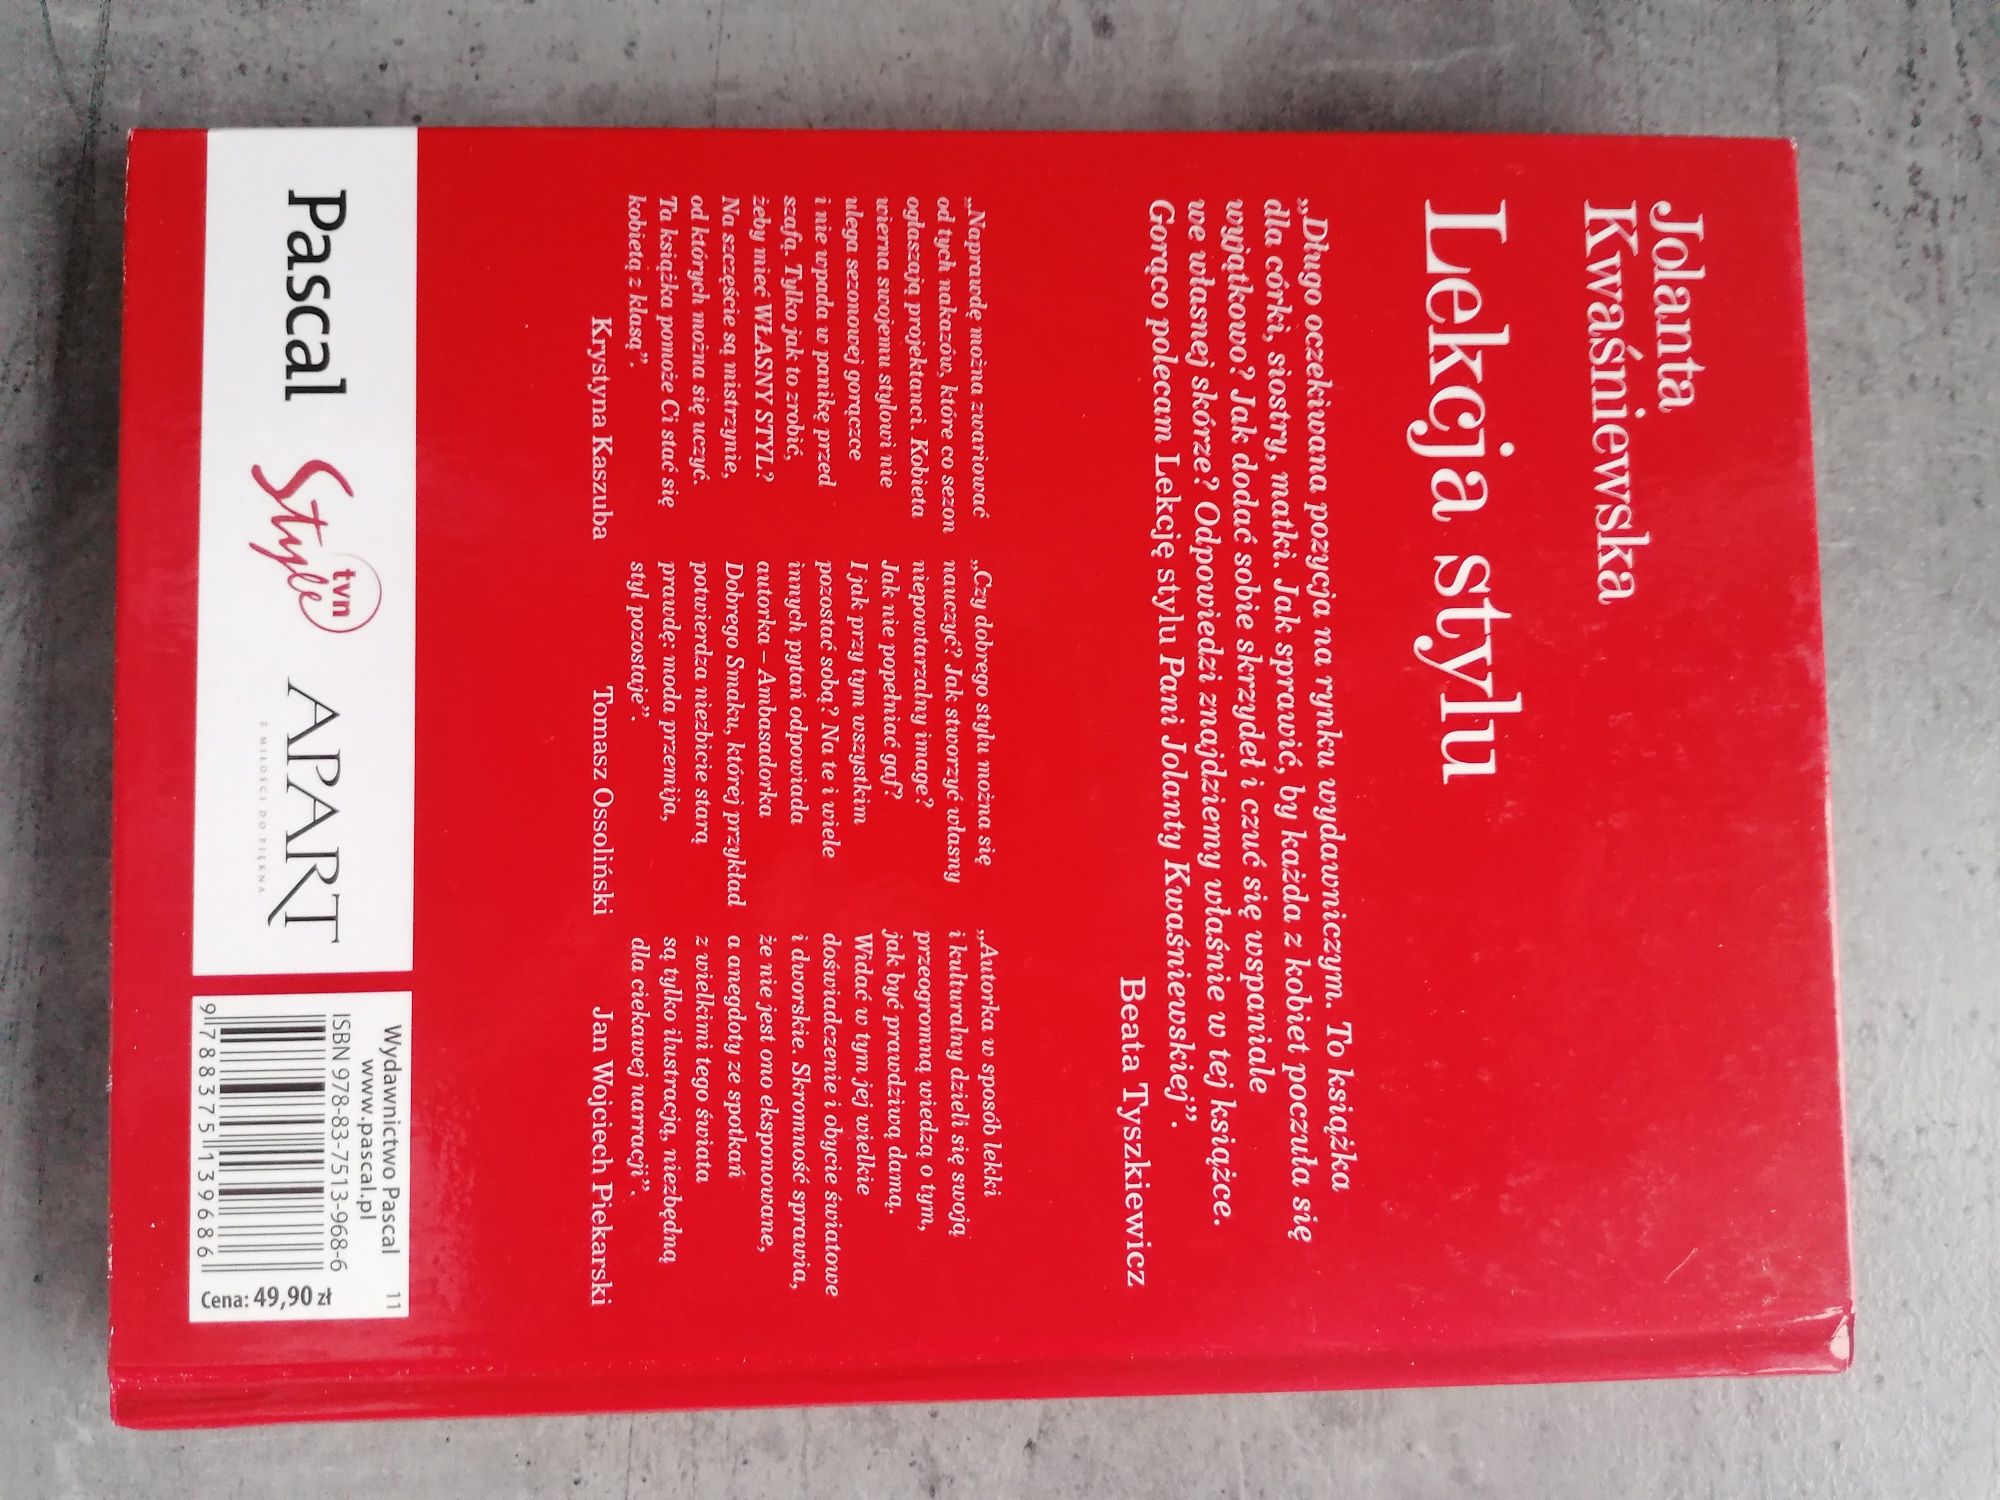 Jolanta
Kwaśniewska
Lekcja stylu
„Długo oczekiwana pozycja na rynku wydawniczym. To książka
dla córki, siostry, matki. Jak sprawić, by każda z kobiet poczuła się
wyjątkowo? Jak dodać sobie skrzydeł i czuć się wspaniale
we własnej skórze? Odpowiedzi znajdziemy właśnie w tej książce.
Gorąco polecam Lekcję stylu Pani Jolanty Kwaśniewskiej”.
Beata Tyszkiewicz
„Naprawdę można zwariować
od tych nakazów, które co sezon
ogłaszają projektanci. Kobieta
wierna swojemu stylowi nie
ulega sezonowej gorączce
i nie wpada w panikę przed
szafą. Tylko jak to zrobić,
żeby mieć WŁASNY STYL?
Na szczęście są mistrzynie,
od których można się uczyć.
Ta książka pomoże Ci stać się
kobietą z klasą”.
Krystyna Kaszuba
„Czy dobrego stylu można się
nauczyć? Jak stworzyć własny
niepowtarzalny image?
Jak nie popełniać gaf?
I jak przy tym wszystkim
pozostać sobą? Na te i wiele
innych pytań odpowiada
autorka – Ambasadorka
Dobrego Smaku, której przykład
potwierdza niezbicie starą
prawdę: moda przemija,
styl pozostaje”.
Tomasz Ossoliński
„Autorka w sposób lekki
i kulturalny dzieli się swoją
przeogromną wiedzą o tym,
jak być prawdziwą damą.
Widać w tym jej wielkie
doświadczenie i obycie światowe
i dworskie. Skromność sprawia,
że nie jest ono eksponowane,
a anegdoty ze spotkań
z wielkimi tego świata
są tylko ilustracją, niezbędną
dla ciekawej narracji”.
Jan Wojciech Piekarski
Pascal
tvn
Style
APART
Z MIŁOŚCI DO PIĘKNA
Wydawnictwo Pascal
www.pascal.pl
11
ISBN 978-83-7513-968-6
9 788375 139686
Cena: 49,90 zł